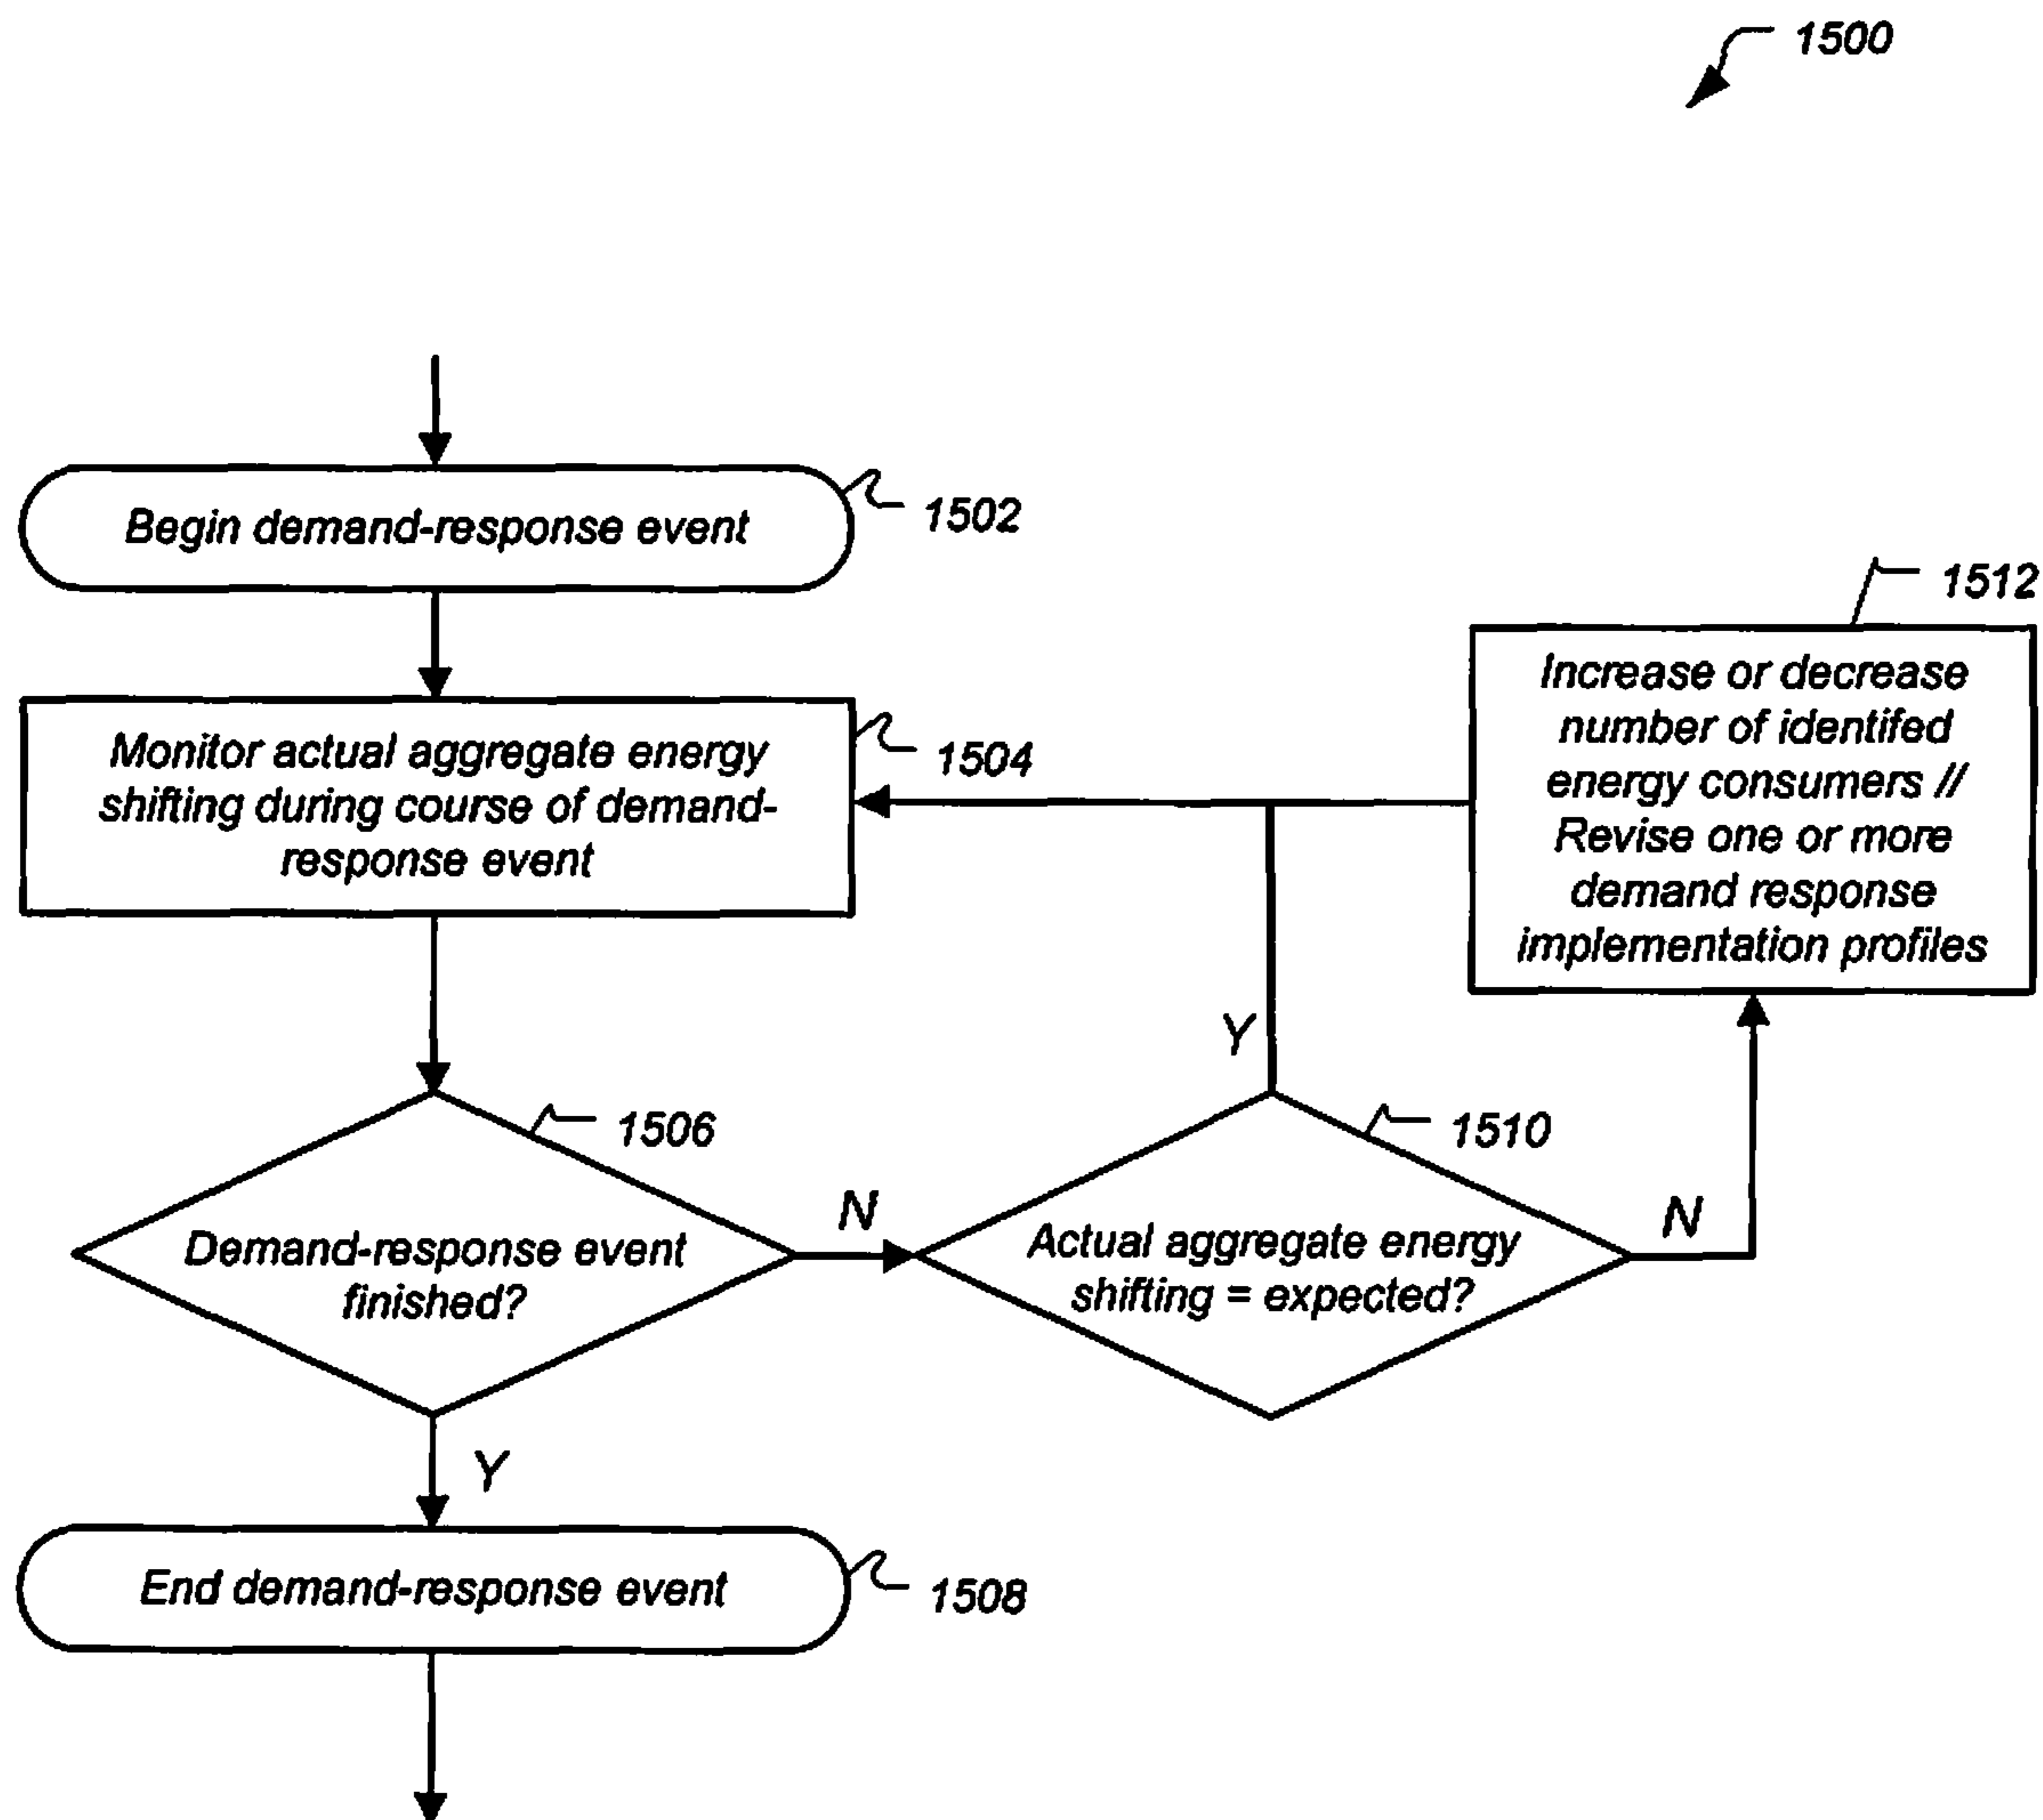 1500
Begin demand-response event
1502
Monitor actual aggregate energy
shifting during course of demand-
response event
1504
1512
Increase or decrease
number of identifed
energy consumers //
Revise one or more
demand response
implementation profiles
Demand-response event
finished?
1506
N
Y
Actual aggregate energy
shifting = expected?
1510
Y
N
End demand-response event
1508